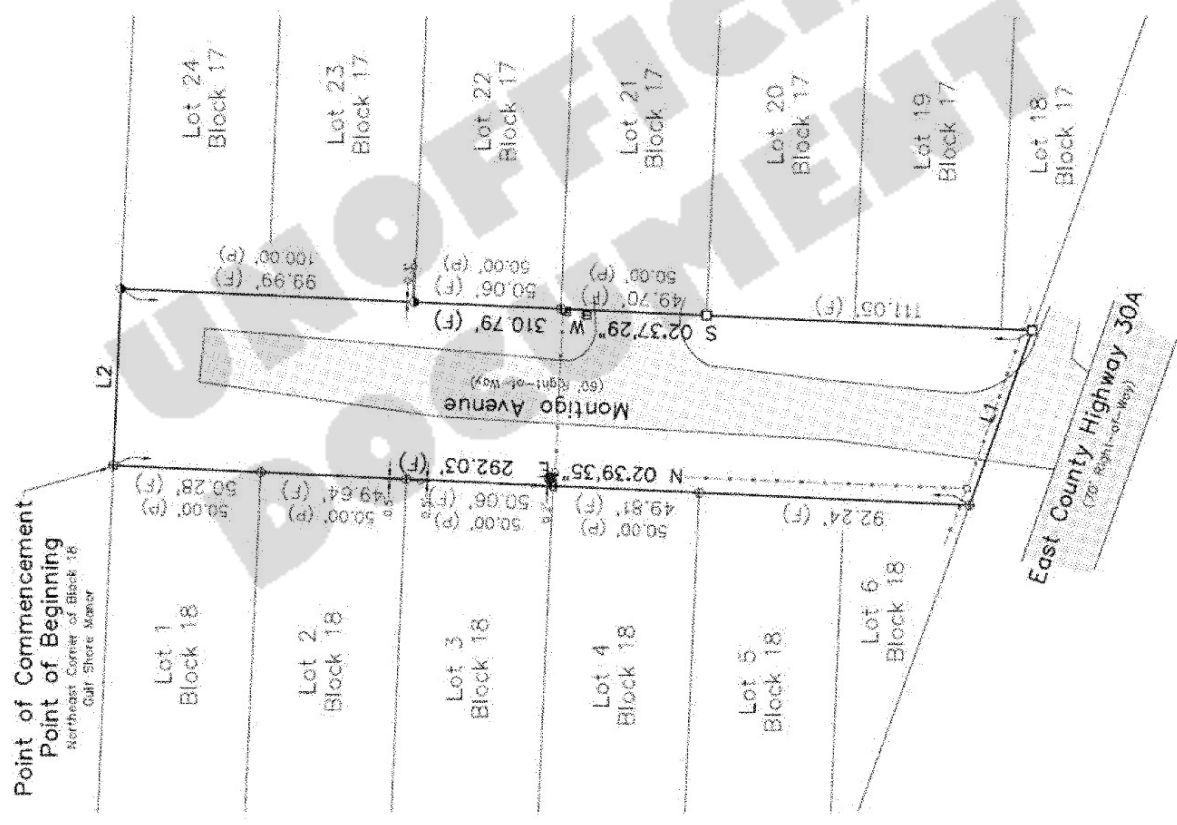 Point of Commencement
Point of Beginning
Northeast Corner of Block 18
Gulf Shore Manor
L2
Lot 24
Block 17
Lot 23
Block 17
Lot 22
Block 17
Lot 21
Block 17
Lot 20
Block 17
Lot 19
Block 17
Lot 18
Block 17
100.00' (P)
99.99' (F)
50.00' (P)
50.06' (F)
50.00' (P)
49.70' (F)
111.05' (F)
S 02°37'29" W 310.79' (F)
Montigo Avenue
(60' Right-of-Way)
N 02°39'35" E 292.03' (F)
50.28' (F)
50.00' (P)
49.64' (F)
50.00' (P)
50.06' (F)
50.00' (P)
49.81' (F)
50.00' (P)
92.24' (F)
Lot 1
Block 18
Lot 2
Block 18
Lot 3
Block 18
Lot 4
Block 18
Lot 5
Block 18
Lot 6
Block 18
L1
East County Highway 30A
Right-of-Way)
DOCUMENT